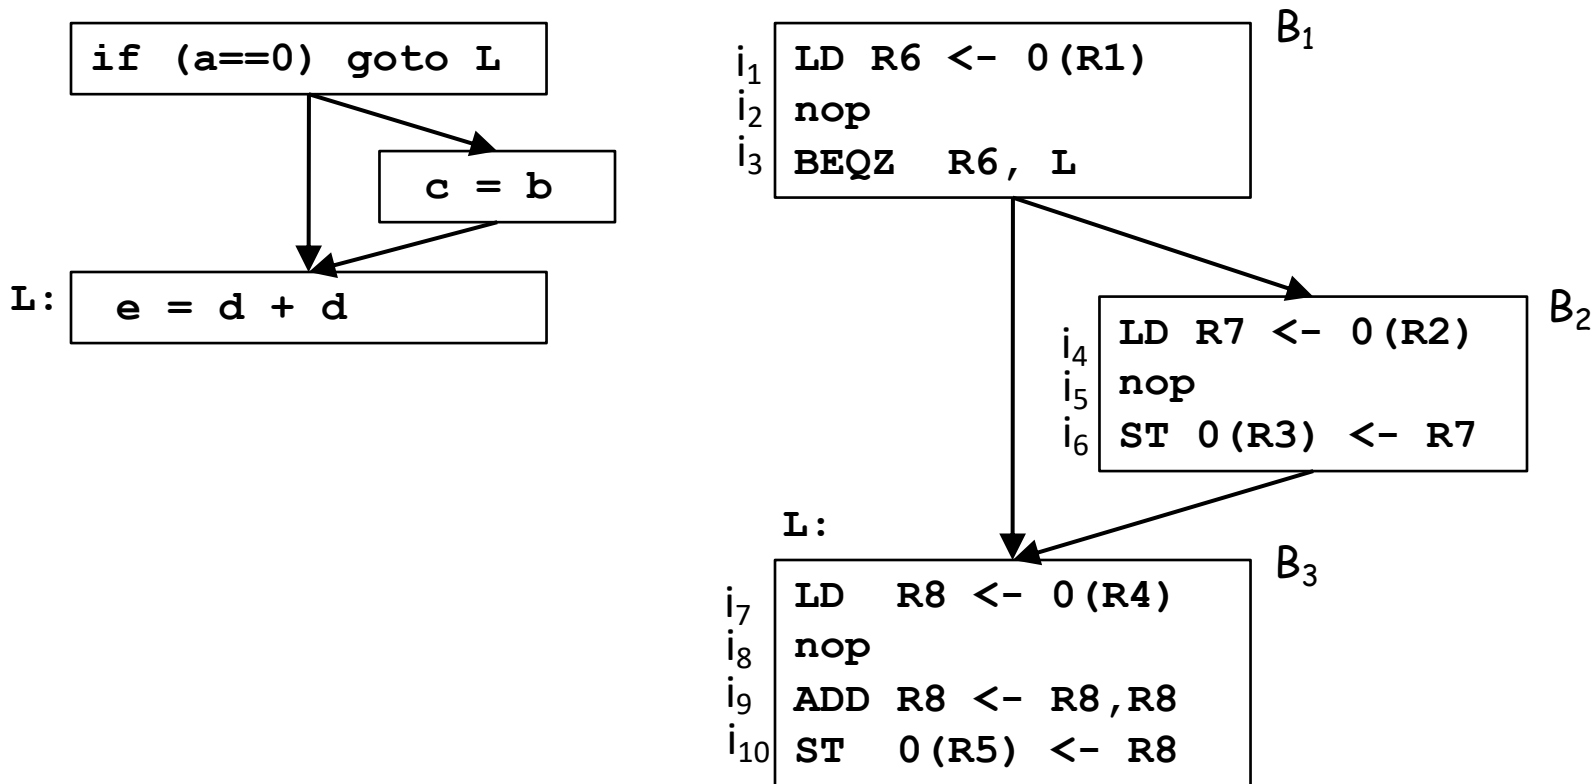 if (a==0) goto L
c = b
L: e = d + d
B₁
i₁ LD R6 <- 0(R1)
i₂ nop
i₃ BEQZ R6, L
B₂
i₄ LD R7 <- 0(R2)
i₅ nop
i₆ ST 0(R3) <- R7
L:
B₃
i₇ LD R8 <- 0(R4)
i₈ nop
i₉ ADD R8 <- R8,R8
i₁₀ ST 0(R5) <- R8